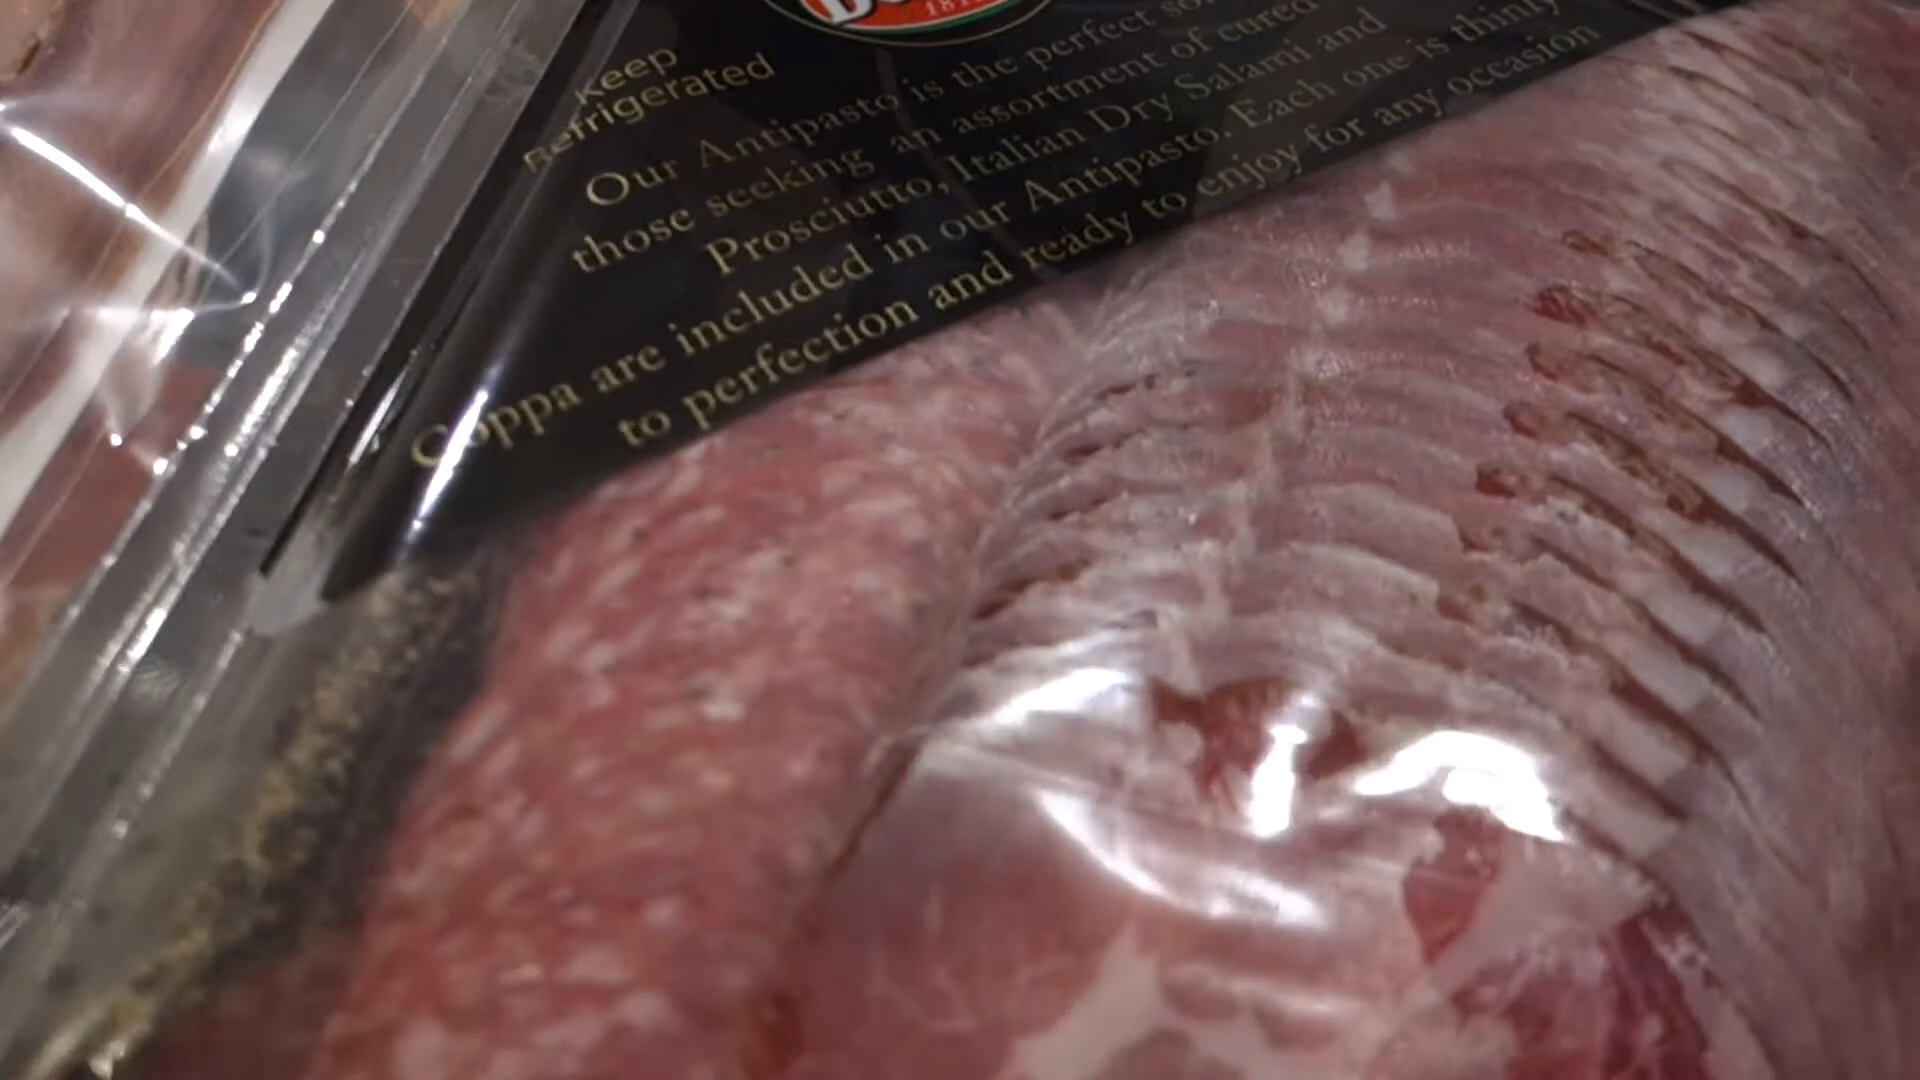 Keep
Refrigerated
Our Antipasto is the perfect
those seeking an assortment of cured
Prosciutto, Italian Dry Salami and
Coppa are included in our Antipasto. Each one is thinly
to perfection and ready to enjoy for any occasion